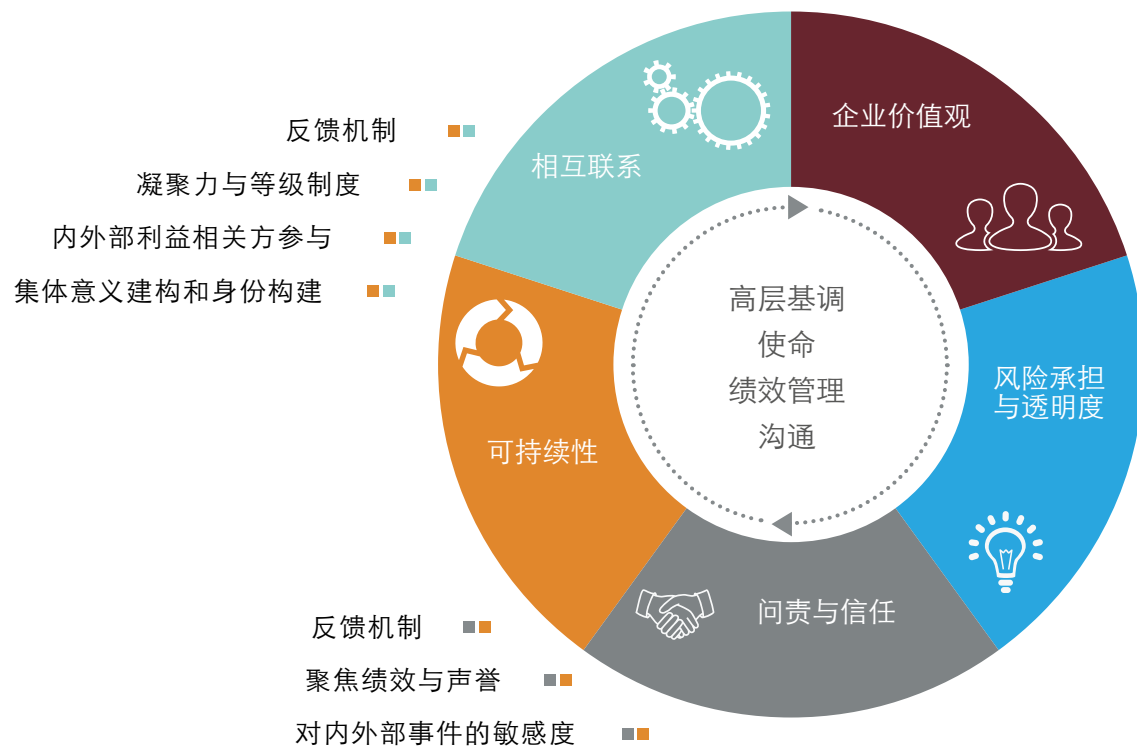 企业价值观
反馈机制
相互联系
凝聚力与等级制度
内外部利益相关方参与
集体意义建构和身份构建
高层基调
使命
绩效管理
沟通
风险承担
与透明度
可持续性
问责与信任
反馈机制
聚焦绩效与声誉
对内外部事件的敏感度